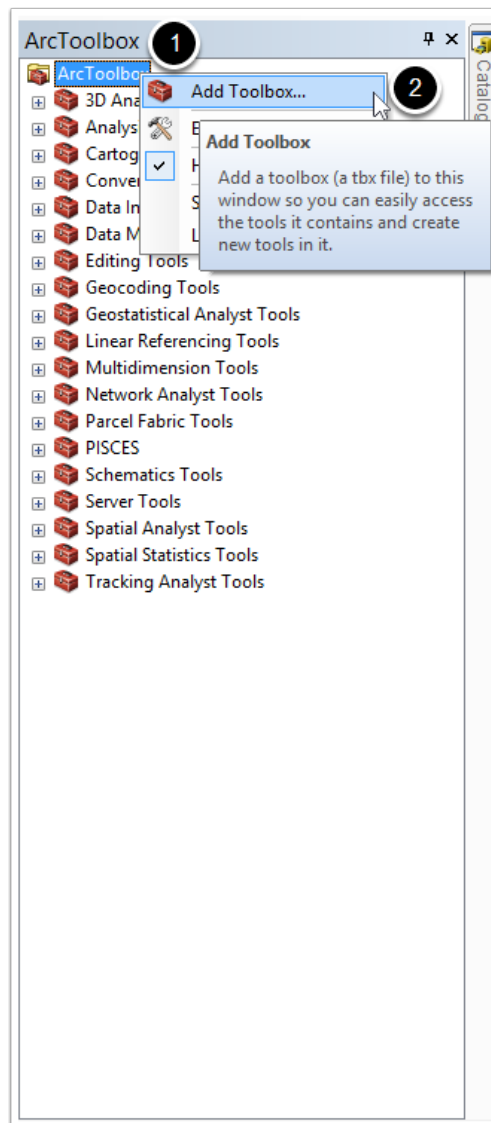 ArcToolbox
1
Catalog
ArcToolbo
Add Toolbox...
2
3D Ana
Analys
Add Toolbox
Cartog
Add a toolbox (a tbx file) to this
window so you can easily access
the tools it contains and create
new tools in it.
Conver
Data In
Data M
Editing Tools
Geocoding Tools
Geostatistical Analyst Tools
Linear Referencing Tools
Multidimension Tools
Network Analyst Tools
Parcel Fabric Tools
PISCES
Schematics Tools
Server Tools
Spatial Analyst Tools
Spatial Statistics Tools
Tracking Analyst Tools